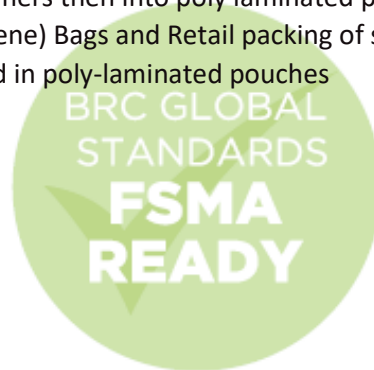 then into poly laminated
ene) Bags and Retail packing of
d in poly-laminated pouches
BRC GLOBAL
STANDARDS
FSMA
READY